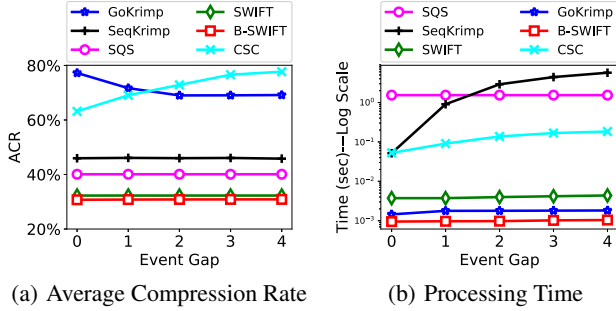 GoKrimp SWIFT
SeqKrimp B-SWIFT
SQS CSC
80%
60%
40%
20%
ACR
0 1 2 3 4
Event Gap
(a) Average Compression Rate
SQS GoKrimp
SeqKrimp B-SWIFT
SWIFT CSC
10⁰
10⁻¹
10⁻²
10⁻³
Time (sec)—Log Scale
0 1 2 3 4
Event Gap
(b) Processing Time